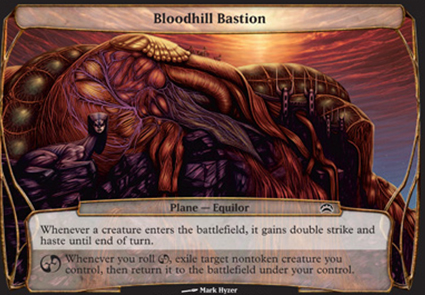 Bloodhill Bastion
Plane — Equilor
Whenever a creature enters the battlefield, it gains double strike and
haste until end of turn.
Whenever you roll , exile target nontoken creature you
control, then return it to the battlefield under your control.
Mark Hyzer